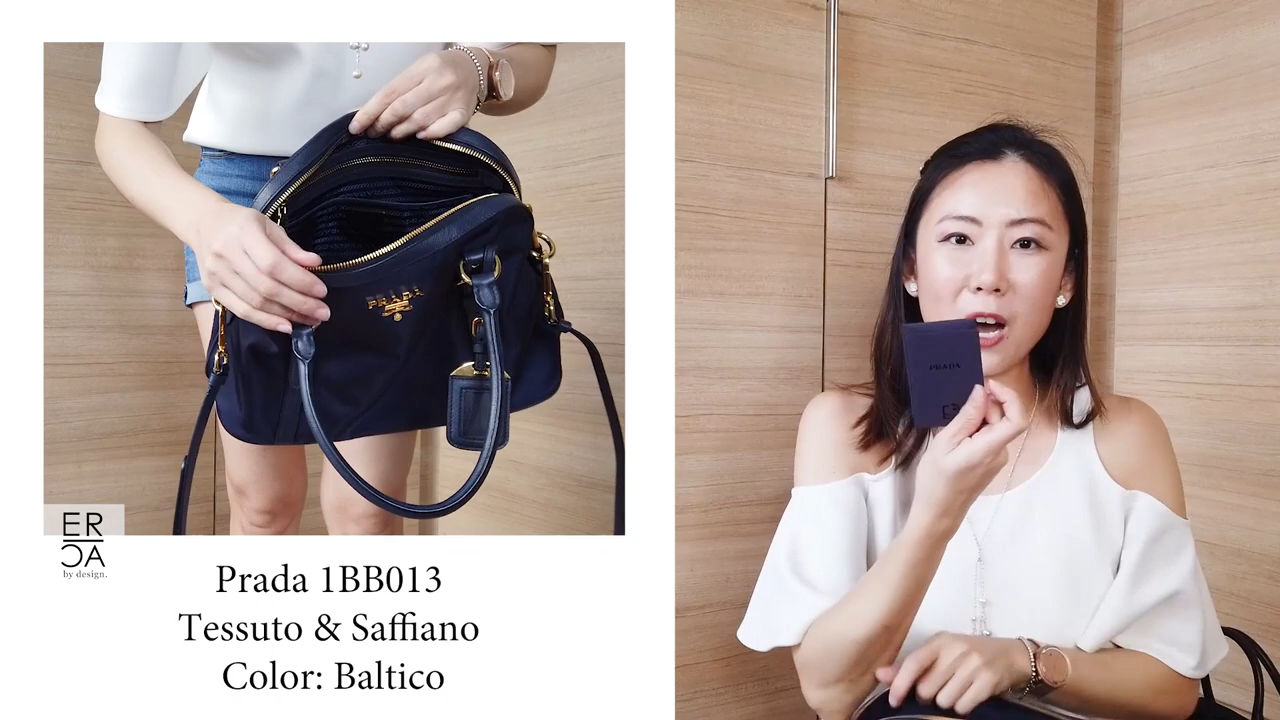 PRADA
ER
CA
by design.
Prada 1BB013
Tessuto & Saffiano
Color: Baltico
PRADA